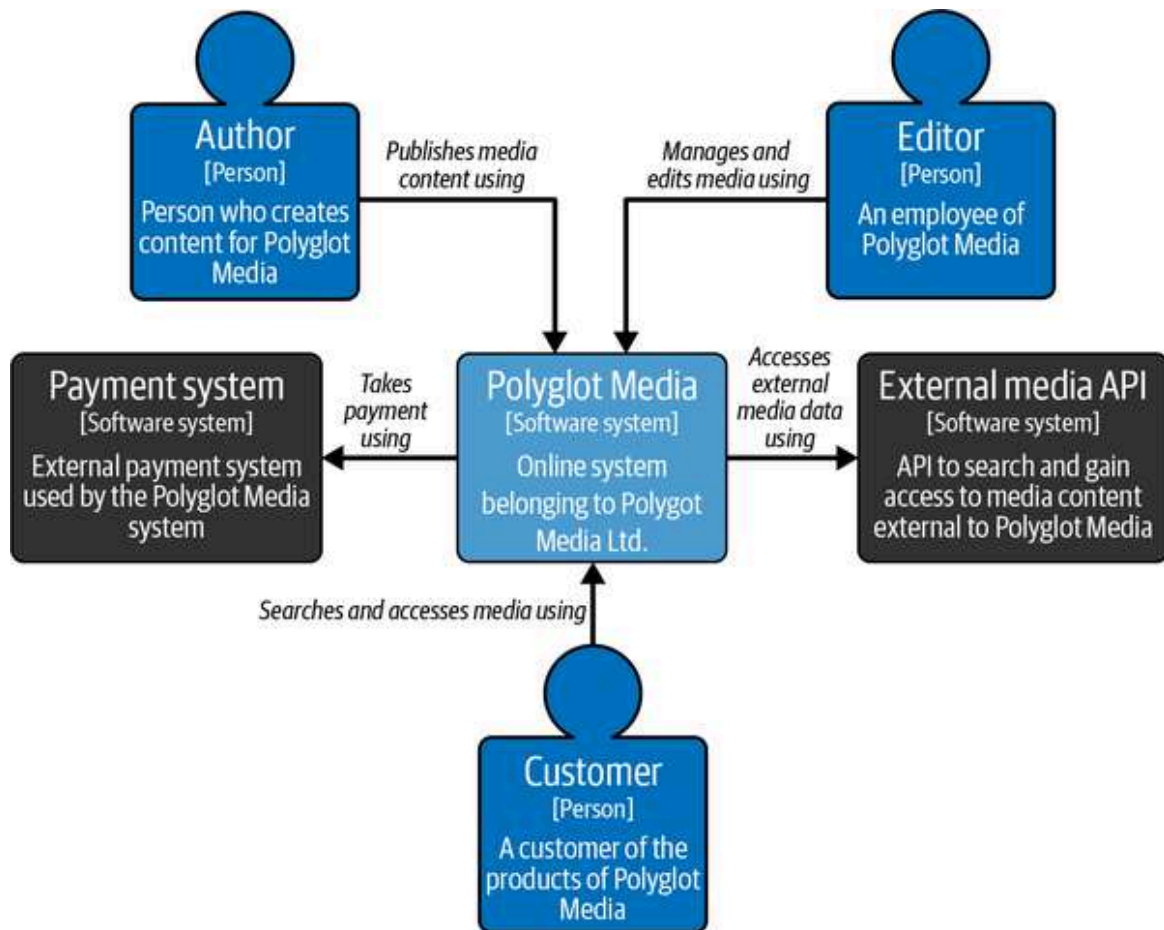 Author
[Person]
Person who creates
content for Polyglot
Media
Publishes media
content using
Manages and
edits media using
Editor
[Person]
An employee of
Polyglot Media
Payment system
[Software system]
External payment system
used by the Polyglot Media
system
Takes
payment
using
Polyglot Media
[Software system]
Online system
belonging to Polygot
Media Ltd.
Accesses
external
media data
using
External media API
[Software system]
API to search and gain
access to media content
external to Polyglot Media
Searches and accesses media using
Customer
[Person]
A customer of the
products of Polyglot
Media